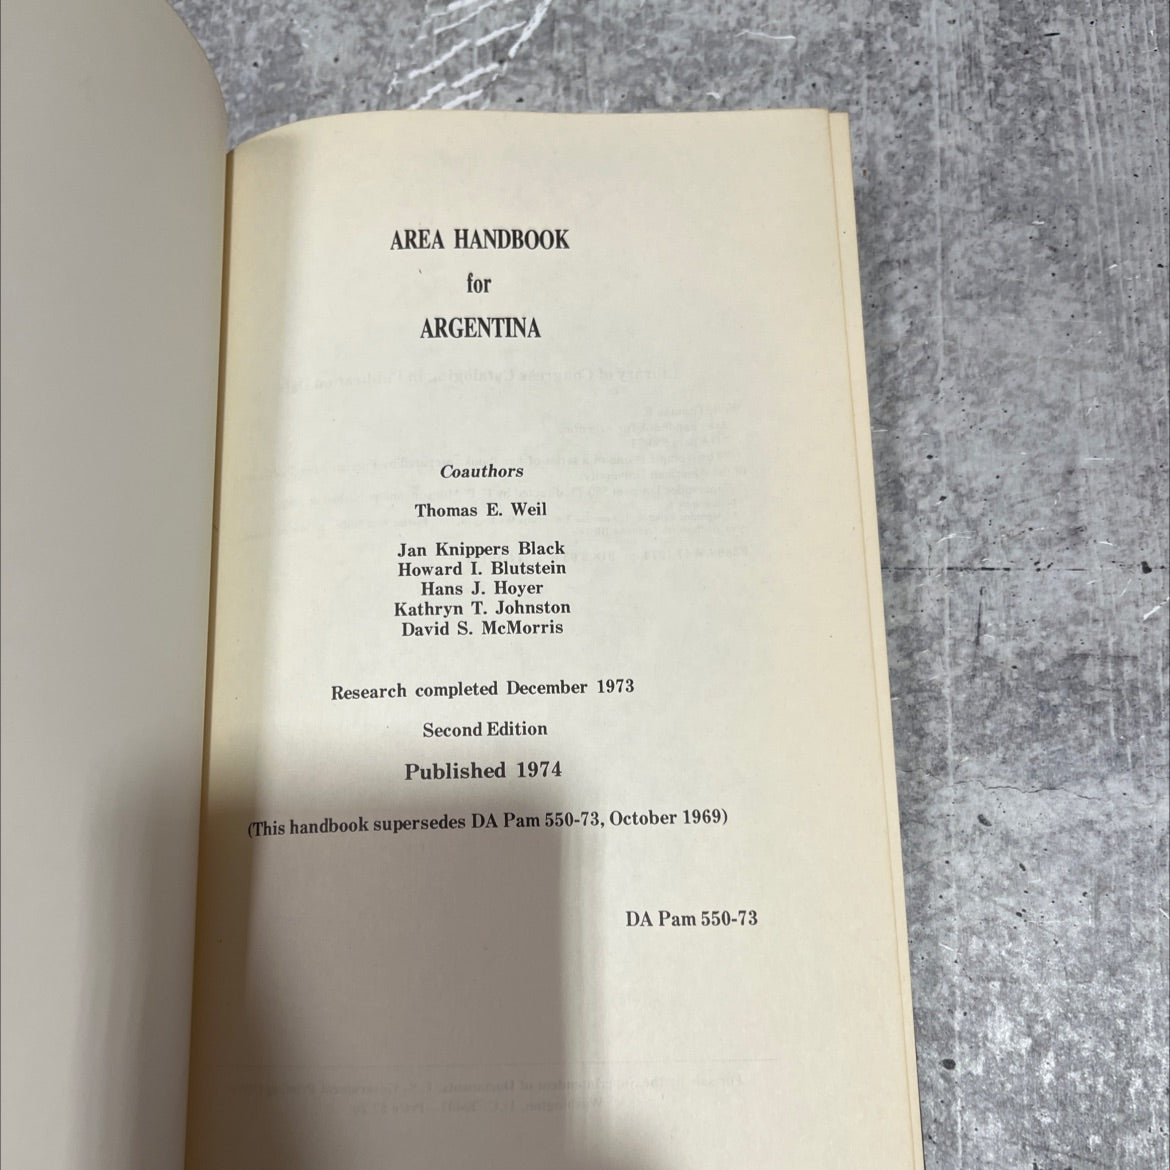 AREA HANDBOOK
for
ARGENTINA
Coauthors
Thomas E. Weil
Jan Knippers Black
Howard I. Blutstein
Hans J. Hoyer
Kathryn T. Johnston
David S. McMorris
Research completed December 1973
Second Edition
Published 1974
(This handbook supersedes DA Pam 550-73, October 1969)
DA Pam 550-73